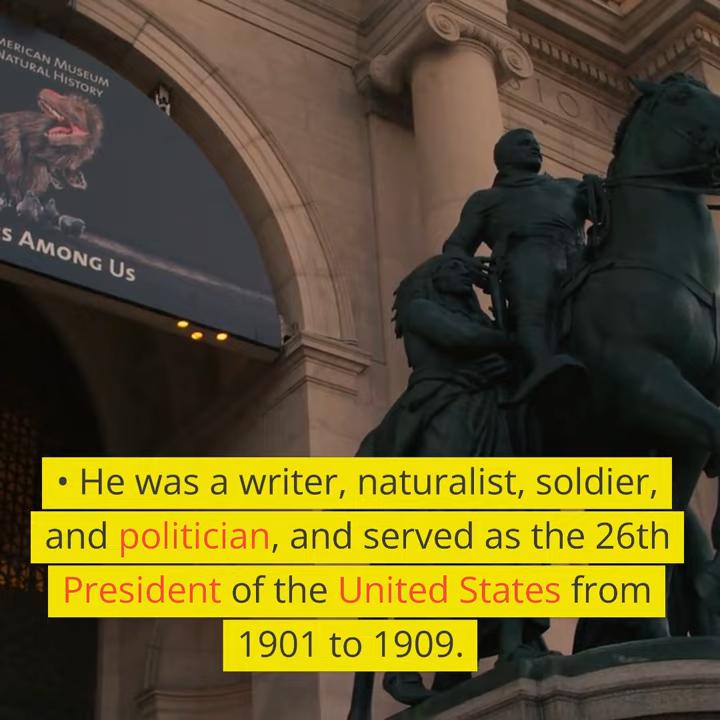 MERICAN MUSEUM
NATURAL HISTORY
S AMONG US
• He was a writer, naturalist, soldier,
and politician, and served as the 26th
President of the United States from
1901 to 1909.